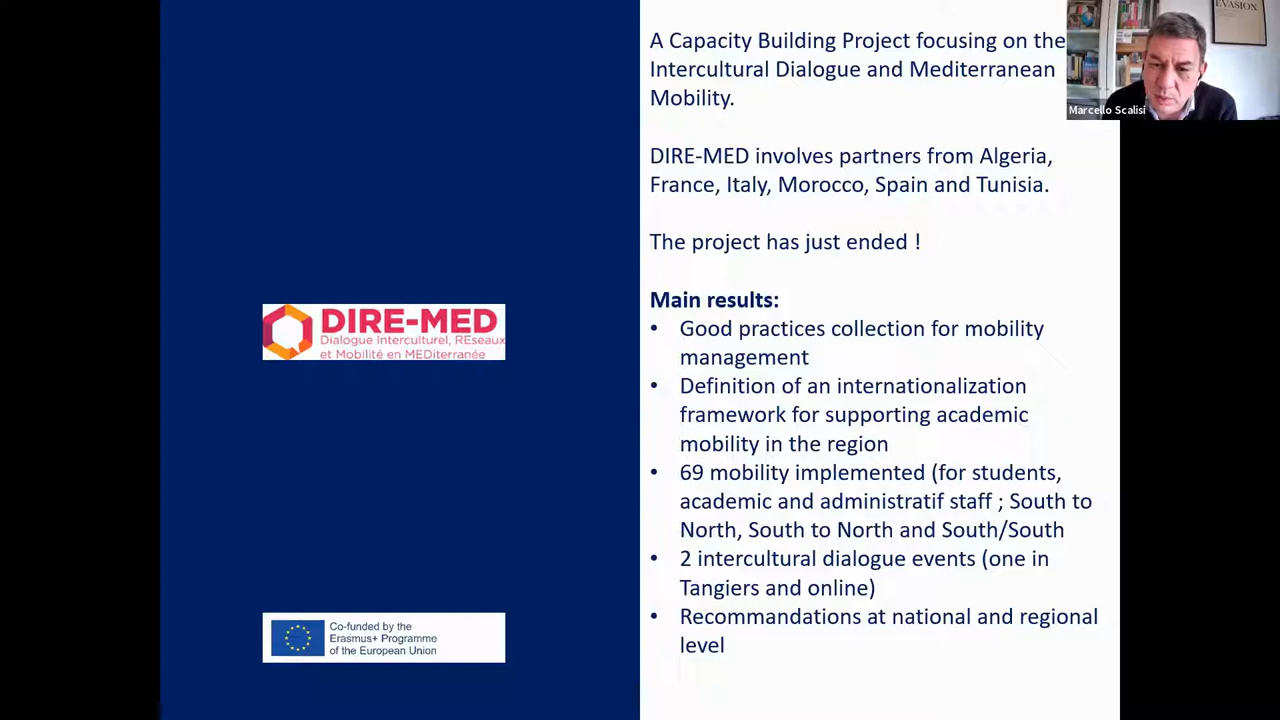 A Capacity Building Project focusing on the
Intercultural Dialogue and Mediterranean
Mobility.
DIRE-MED involves partners from Algeria,
France, Italy, Morocco, Spain and Tunisia.
The project has just ended !
Main results:
• Good practices collection for mobility
management
• Definition of an internationalization
framework for supporting academic
mobility in the region
• 69 mobility implemented (for students,
academic and administratif staff ; South to
North, South to North and South/South
• 2 intercultural dialogue events (one in
Tangiers and online)
• Recommandations at national and regional
level
DIRE-MED
Dialogue Interculturel, REseaux
et Mobilité en MEDiterranée
Co-funded by the
Erasmus+ Programme
of the European Union
EVASION
Marcello Scalisi